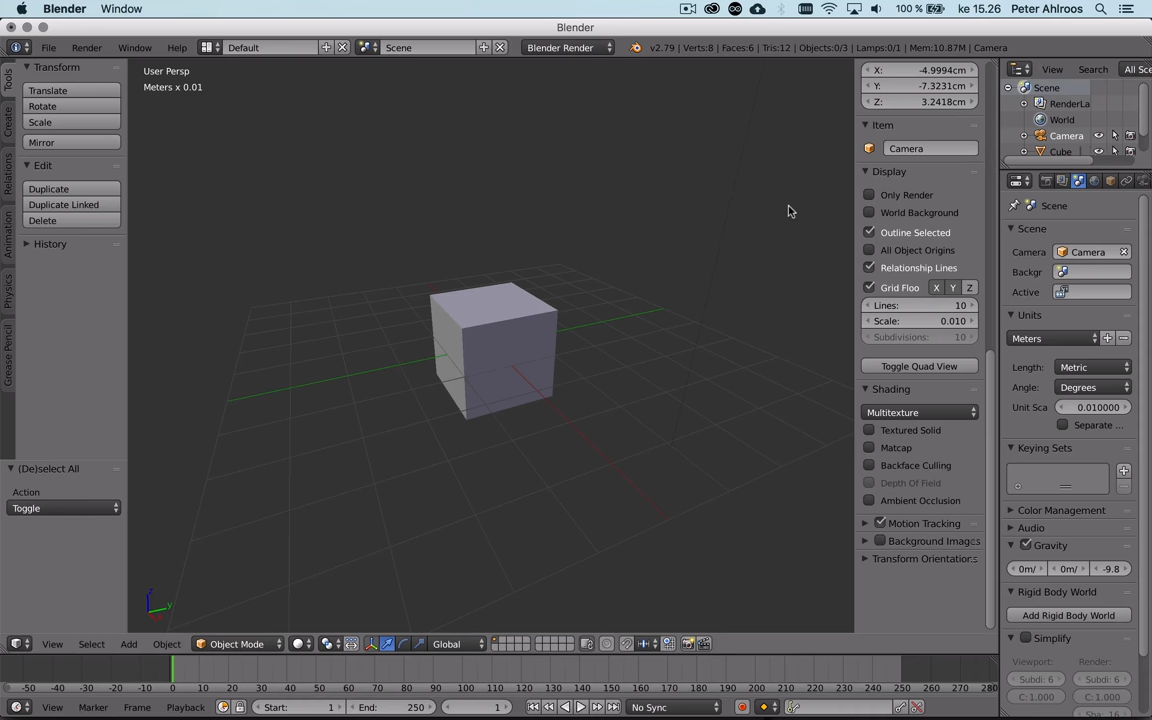 Blender Window 100 % ke 15.26 Peter Ahlroos
Blender
File Render Window Help Default Scene Blender Render v2.79 | Verts:8 | Faces:6 | Tris:12 | Objects:0/3 | Lamps:0/1 | Mem:10.87M | Camera
Tools
Create
Relations
Animation
Physics
Grease Pencil
Transform
Translate
Rotate
Scale
Mirror
Edit
Duplicate
Duplicate Linked
Delete
History
(De)select All
Action
Toggle
User Persp
Meters x 0.01
z
y
X: -4.9994cm
Y: -7.3231cm
Z: 3.2418cm
Item
Camera
Display
Only Render
World Background
Outline Selected
All Object Origins
Relationship Lines
Grid Floo X Y Z
Lines: 10
Scale: 0.010
Subdivisions: 10
Toggle Quad View
Shading
Multitexture
Textured Solid
Matcap
Backface Culling
Depth Of Field
Ambient Occlusion
Motion Tracking
Background Images
Transform Orientations
View Search All Sce
Scene
RenderLa
World
Camera
Cube
Scene
Scene
Camera Camera
Backgr
Active
Units
Meters
Length: Metric
Angle: Degrees
Unit Sca 0.010000
Separate ...
Keying Sets
Color Management
Audio
Gravity
0m/ 0m/ -9.8
Rigid Body World
Add Rigid Body World
Simplify
Viewport: Render:
Subdi: 6 Subdi: 6
C: 1.000 C: 1.000
Sha: 16
View Select Add Object Object Mode Global
-50 -40 -30 -20 -10 0 10 20 30 40 50 60 70 80 90 100 110 120 130 140 150 160 170 180 190 200 210 220 230 240 250 260 270 280
View Marker Frame Playback Start: 1 End: 250 1 No Sync